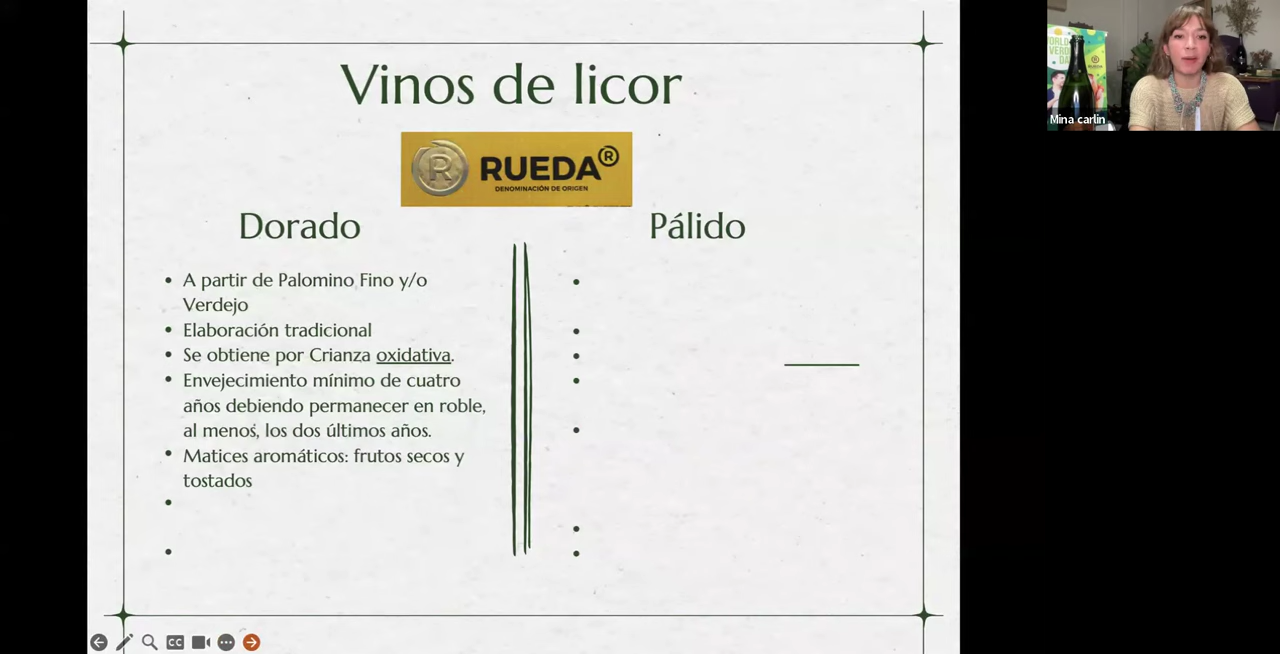 Vinos de licor
R RUEDA®
DENOMINACIÓN DE ORIGEN
Dorado
A partir de Palomino Fino y/o
Verdejo
Elaboración tradicional
Se obtiene por Crianza oxidativa.
Envejecimiento mínimo de cuatro
años debiendo permanecer en roble,
al menos, los dos últimos años.
Matices aromáticos: frutos secos y
tostados
Pálido
Mina carlin
CC